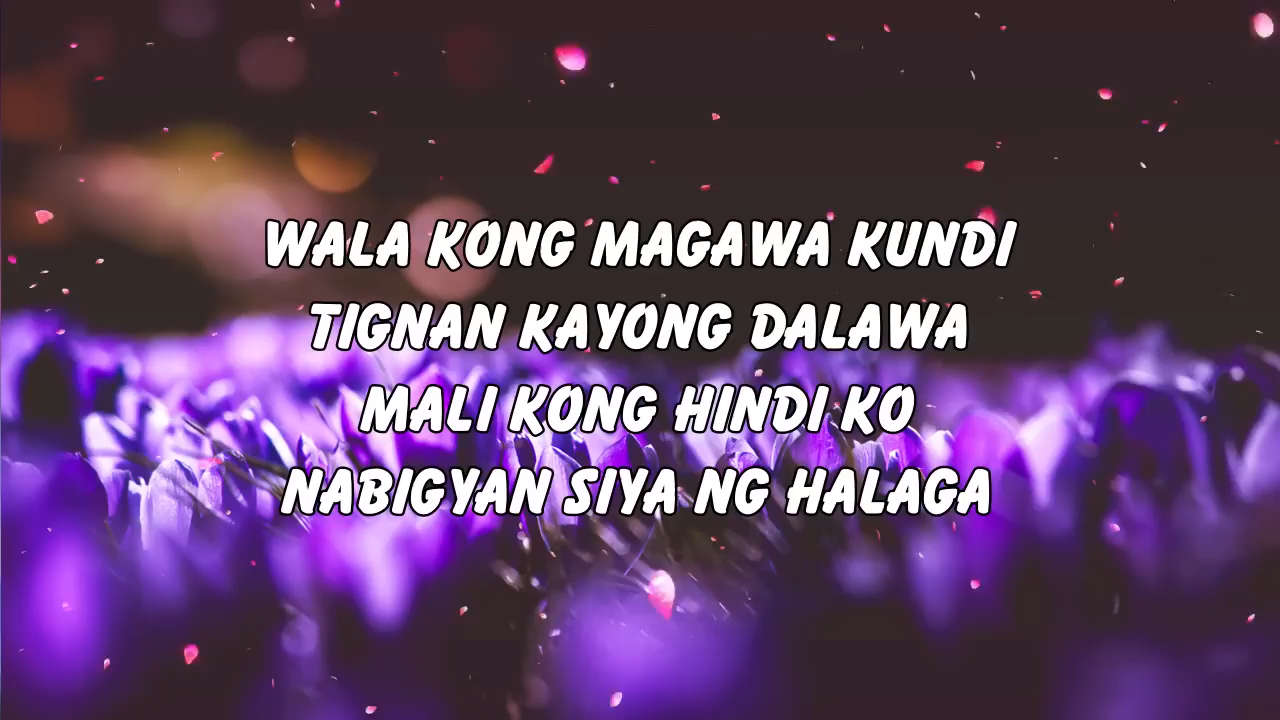 WALA KONG MAGAWA KUNDI
TIGNAN KAYONG DALAWA
MALI KONG HINDI KO
NABIGYAN SIYA NG HALAGA